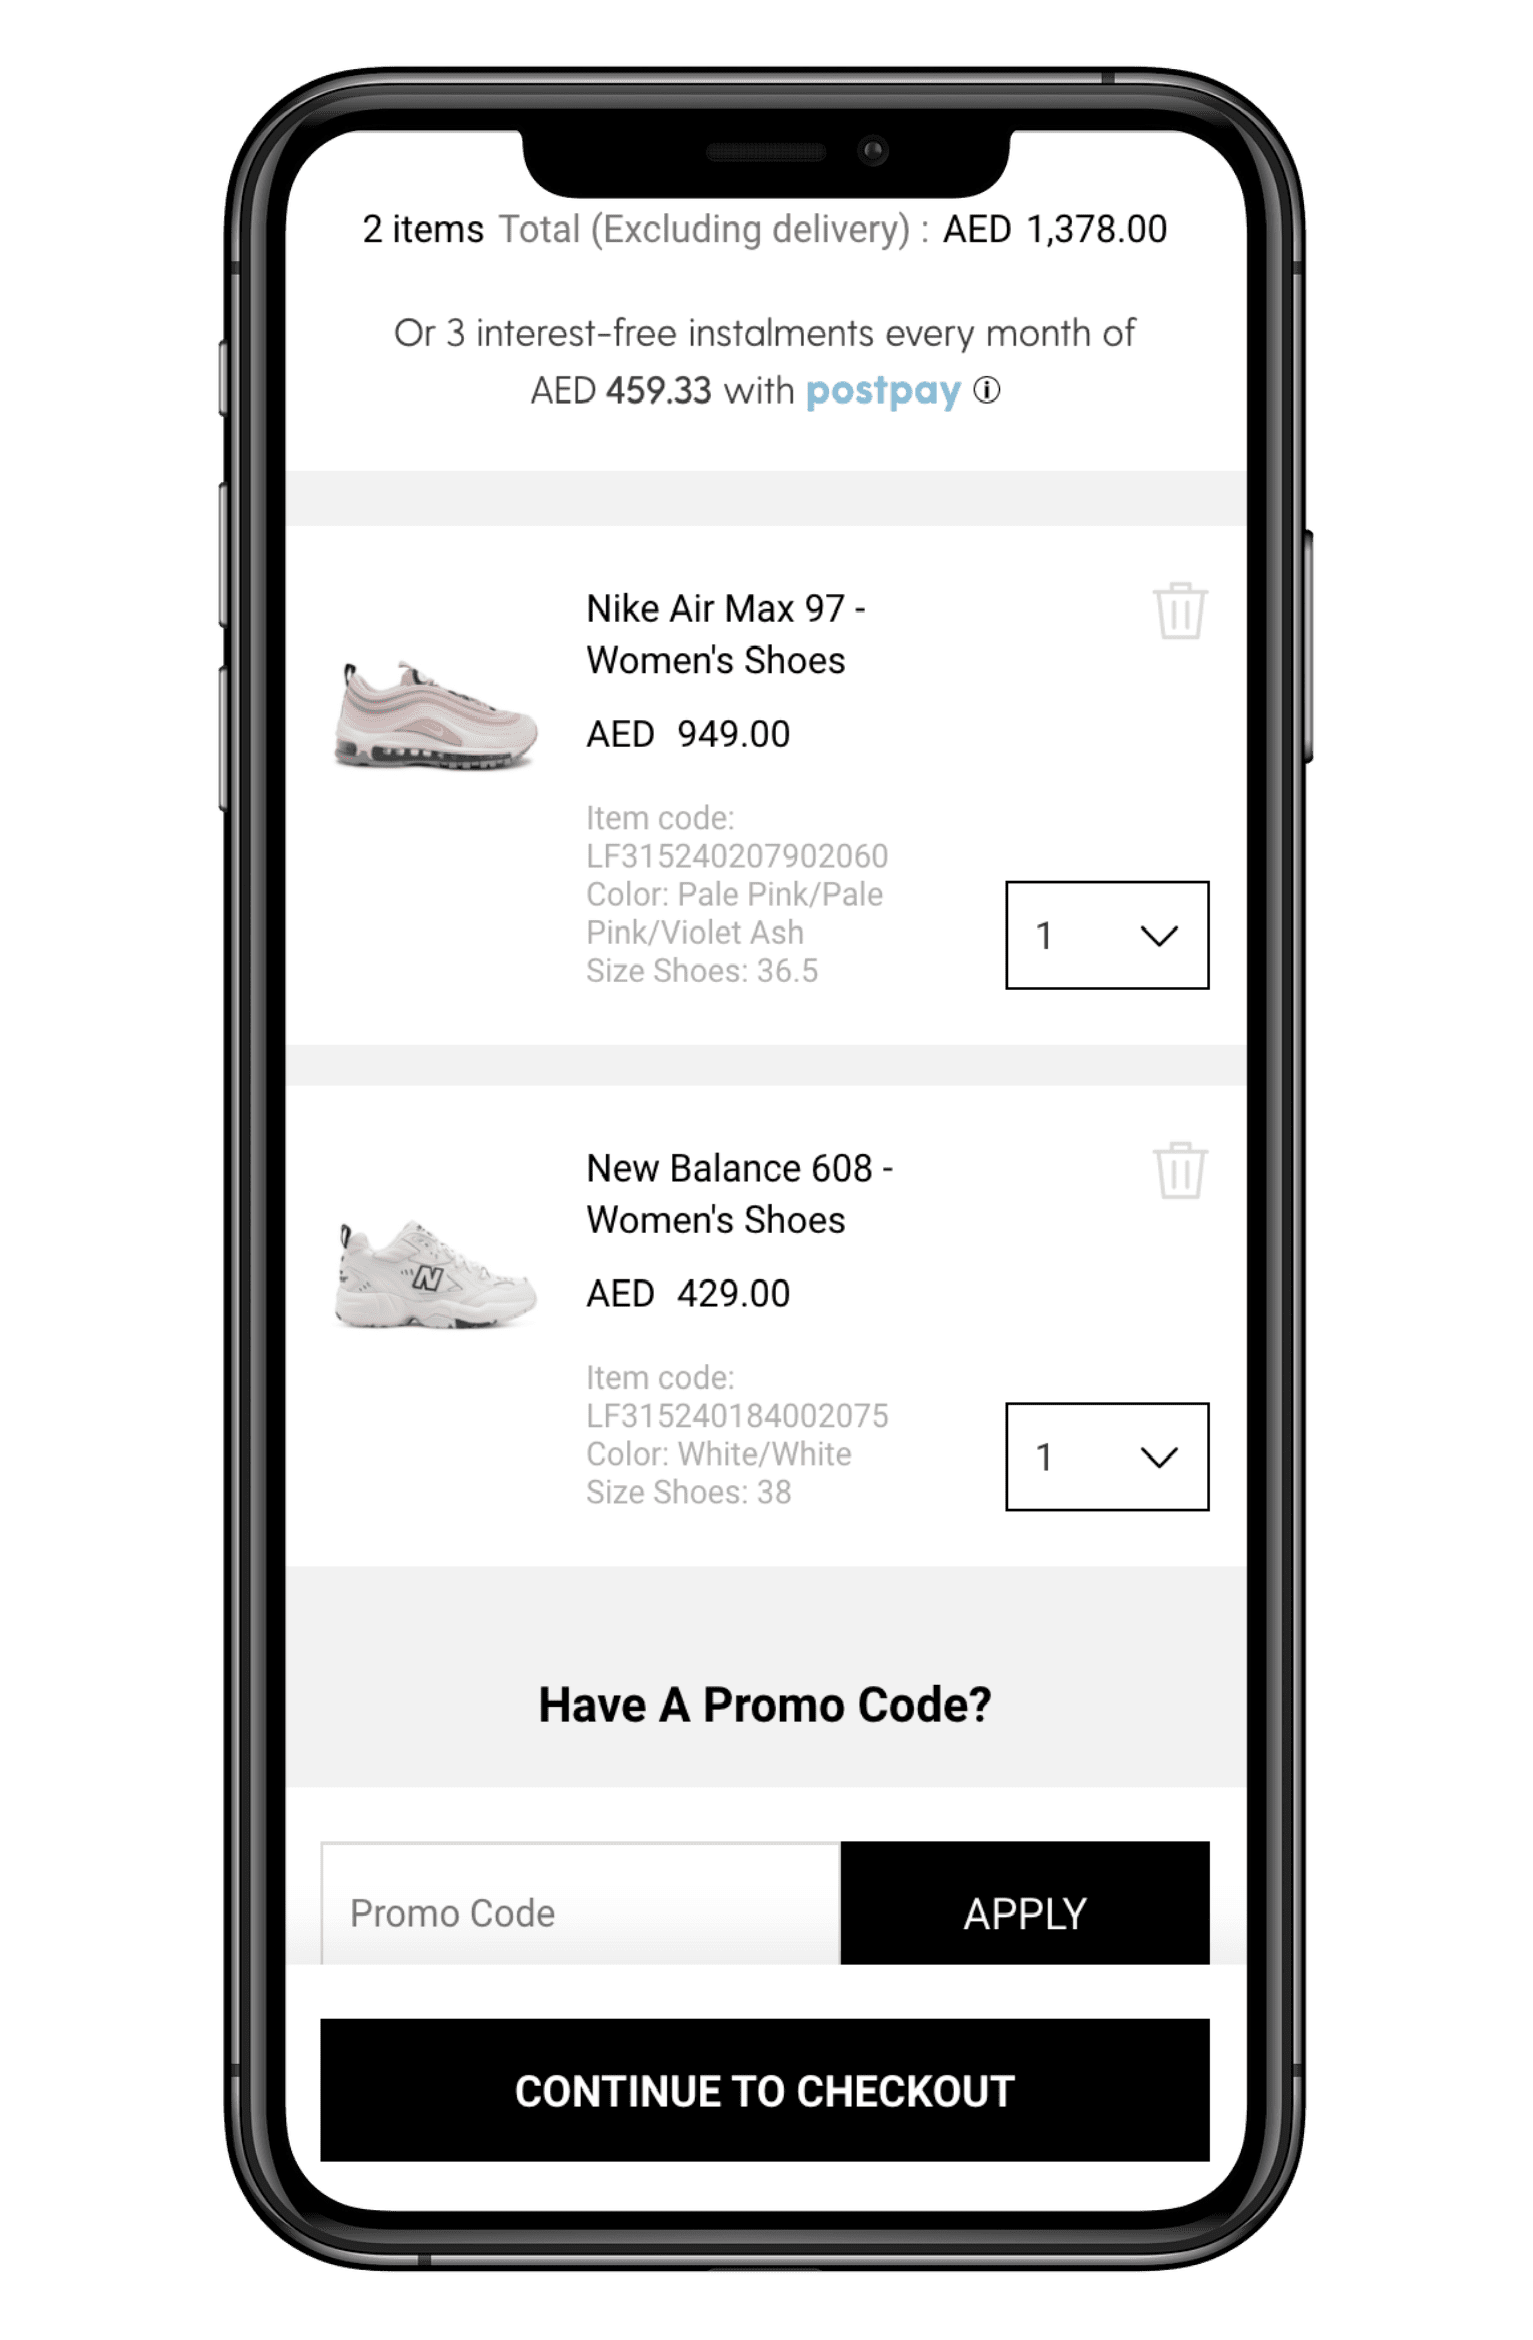 2 items Total (Excluding delivery) : AED 1,378.00
Or 3 interest-free instalments every month of
AED 459.33 with postpay i
Nike Air Max 97 -
Women's Shoes
AED 949.00
Item code:
LF315240207902060
Color: Pale Pink/Pale
Pink/Violet Ash
Size Shoes: 36.5
1
New Balance 608 -
Women's Shoes
AED 429.00
N
Item code:
LF315240184002075
Color: White/White
Size Shoes: 38
1
Have A Promo Code?
Promo Code
APPLY
CONTINUE TO CHECKOUT